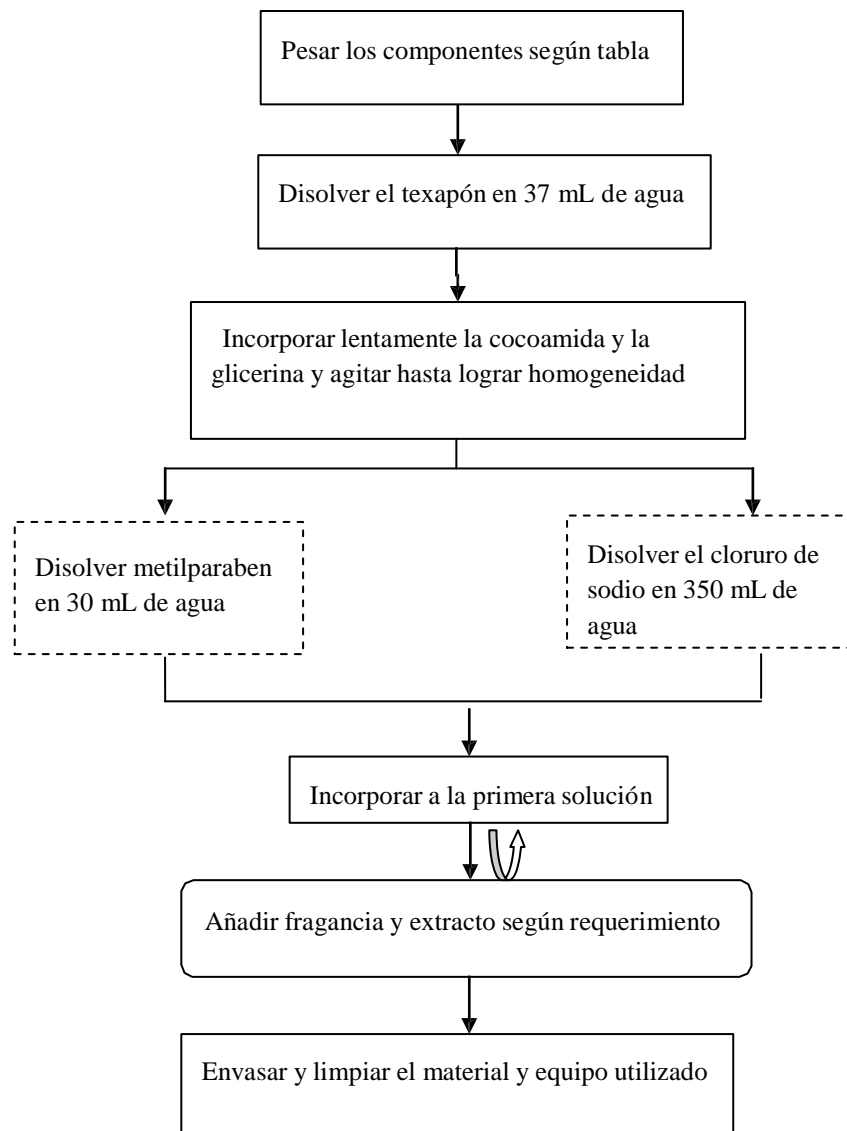 Pesar los componentes según tabla
Disolver el texapón en 37 mL de agua
Incorporar lentamente la cocoamida y la
glicerina y agitar hasta lograr homogeneidad
Disolver metilparaben
en 30 mL de agua
Disolver el cloruro de
sodio en 350 mL de
agua
Incorporar a la primera solución
Añadir fragancia y extracto según requerimiento
Envasar y limpiar el material y equipo utilizado